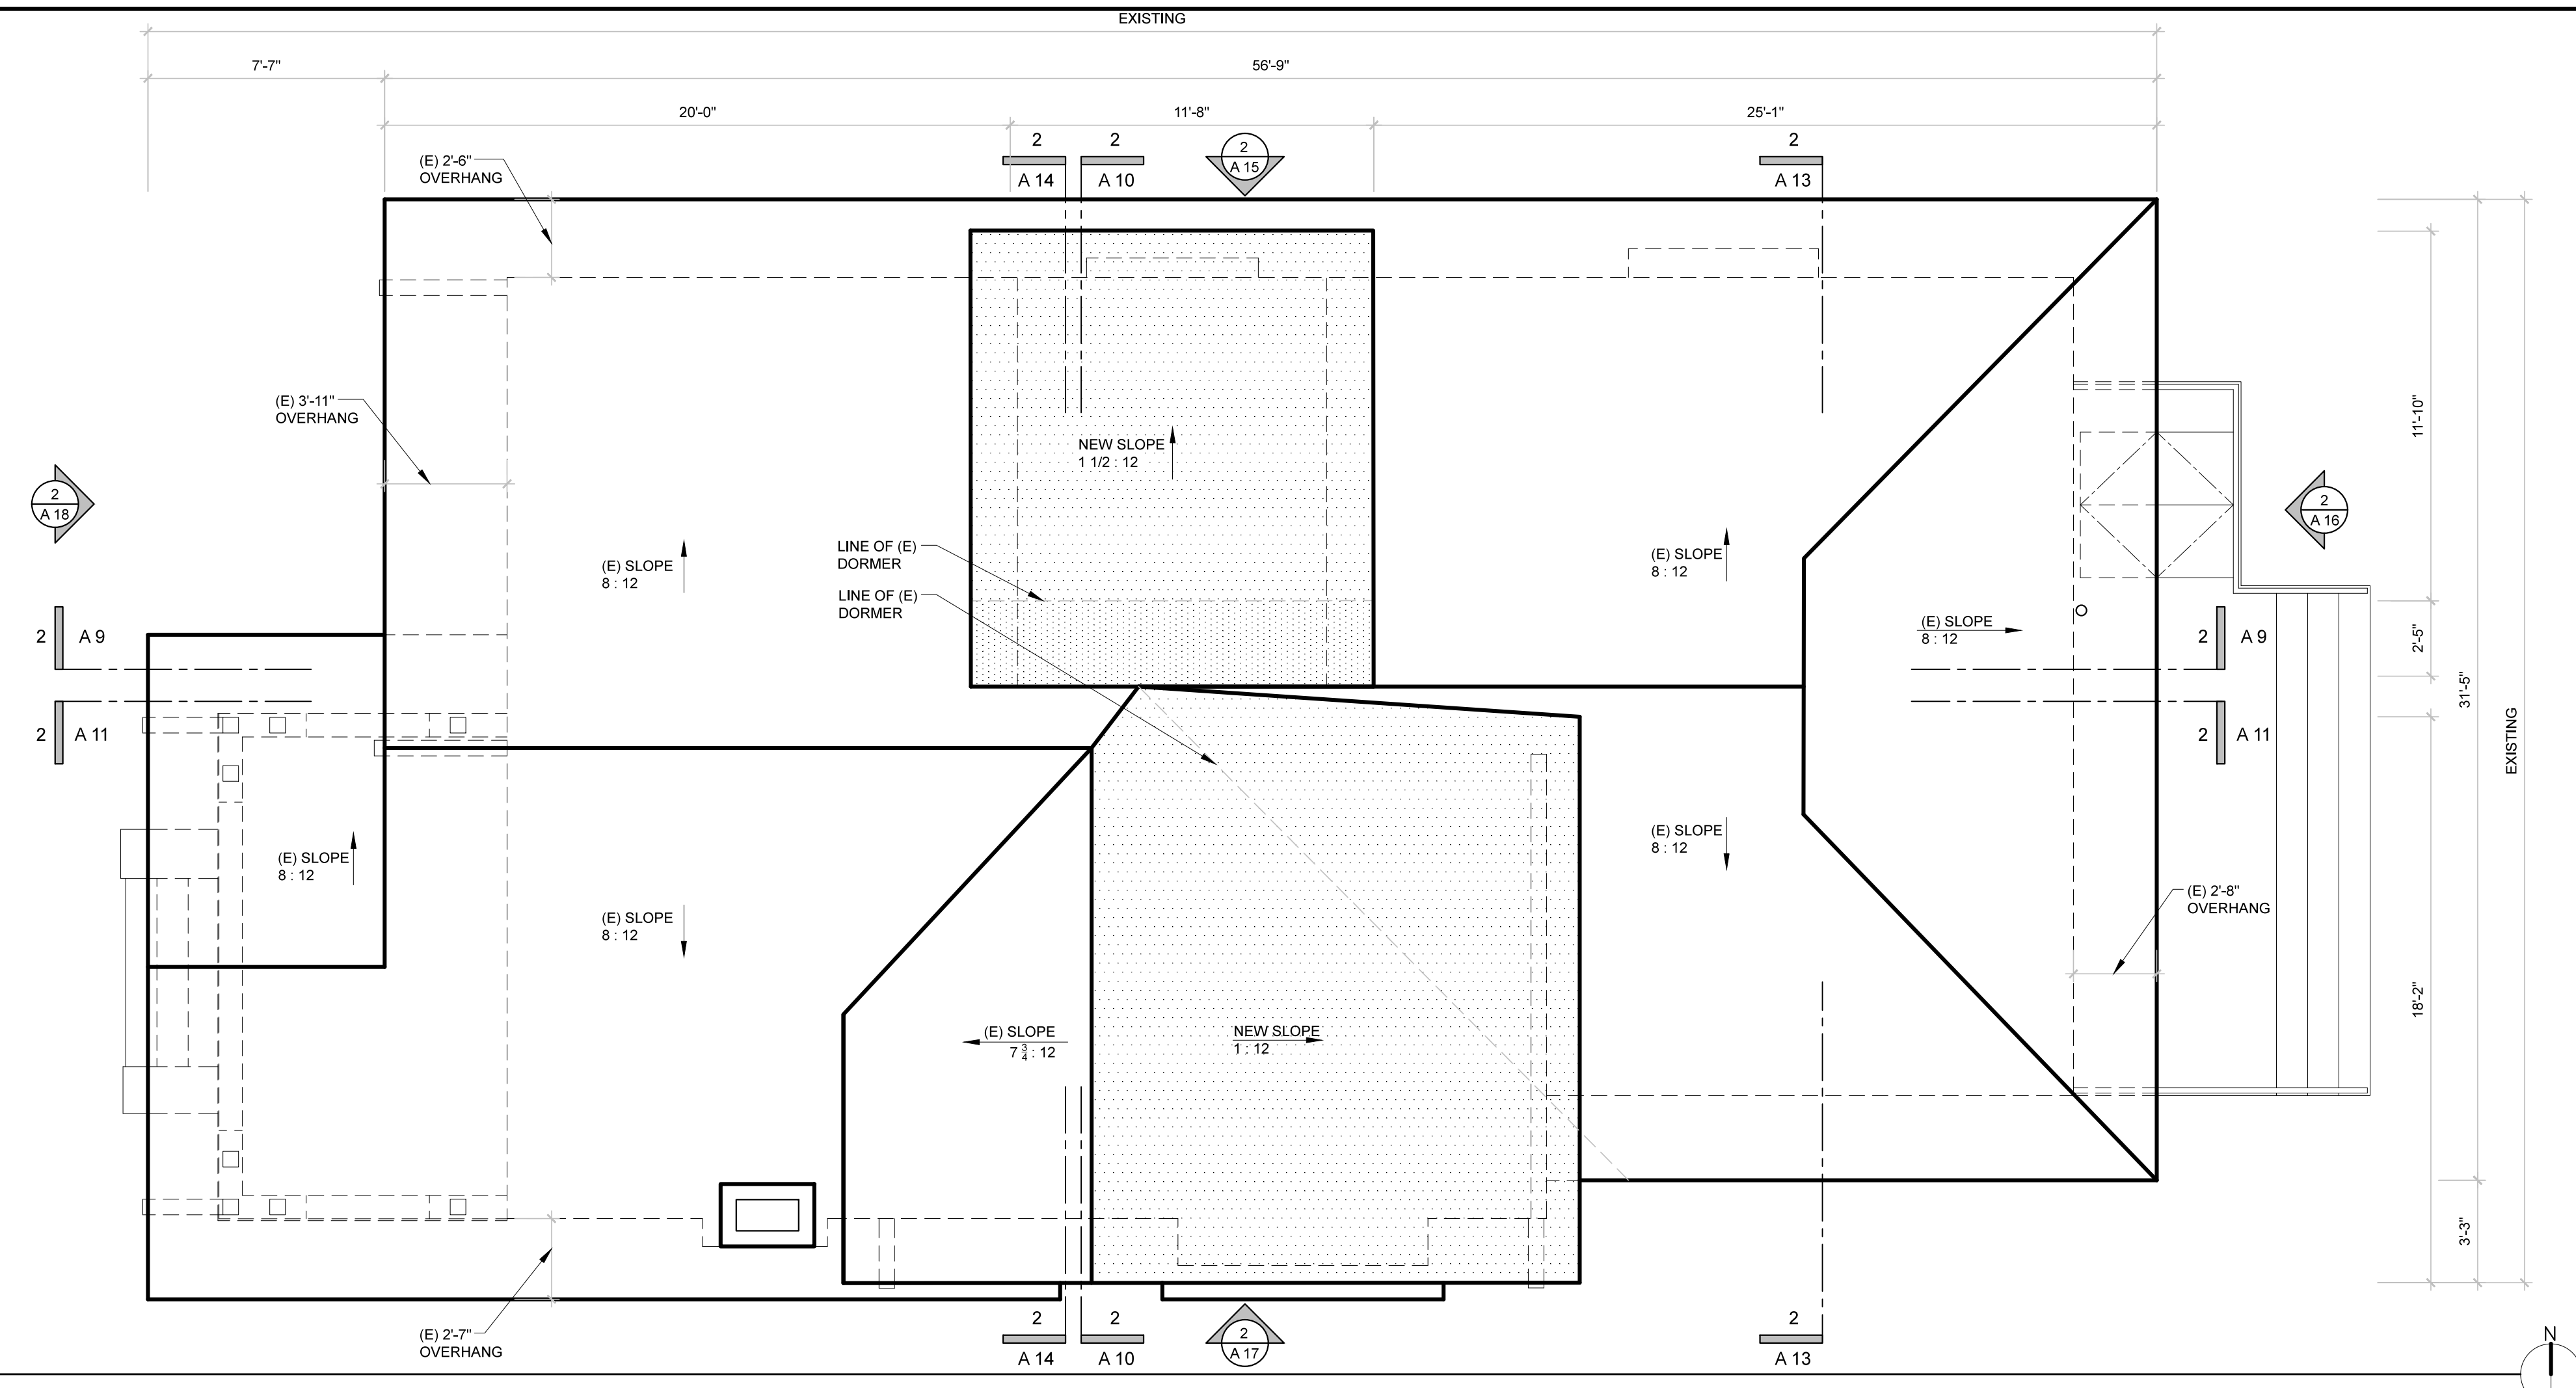 EXISTING
7'-7"
56'-9"
20'-0"
11'-8"
25'-1"
(E) 2'-6"
OVERHANG
2
A 14
2
A 10
2
A 15
2
A 13
(E) 3'-11"
OVERHANG
11'-10"
NEW SLOPE
1 1/2 : 12
2
A 18
2
A 16
LINE OF (E)
DORMER
(E) SLOPE
8 : 12
(E) SLOPE
8 : 12
LINE OF (E)
DORMER
(E) SLOPE
8 : 12
2 A 9
2 A 9
2'-5"
31'-5"
2 A 11
2 A 11
EXISTING
(E) SLOPE
8 : 12
(E) SLOPE
8 : 12
(E) 2'-8"
OVERHANG
(E) SLOPE
8 : 12
18'-2"
(E) SLOPE
7 3/4 : 12
NEW SLOPE
1 : 12
3'-3"
(E) 2'-7"
OVERHANG
2
A 14
2
A 10
2
A 17
2
A 13
N